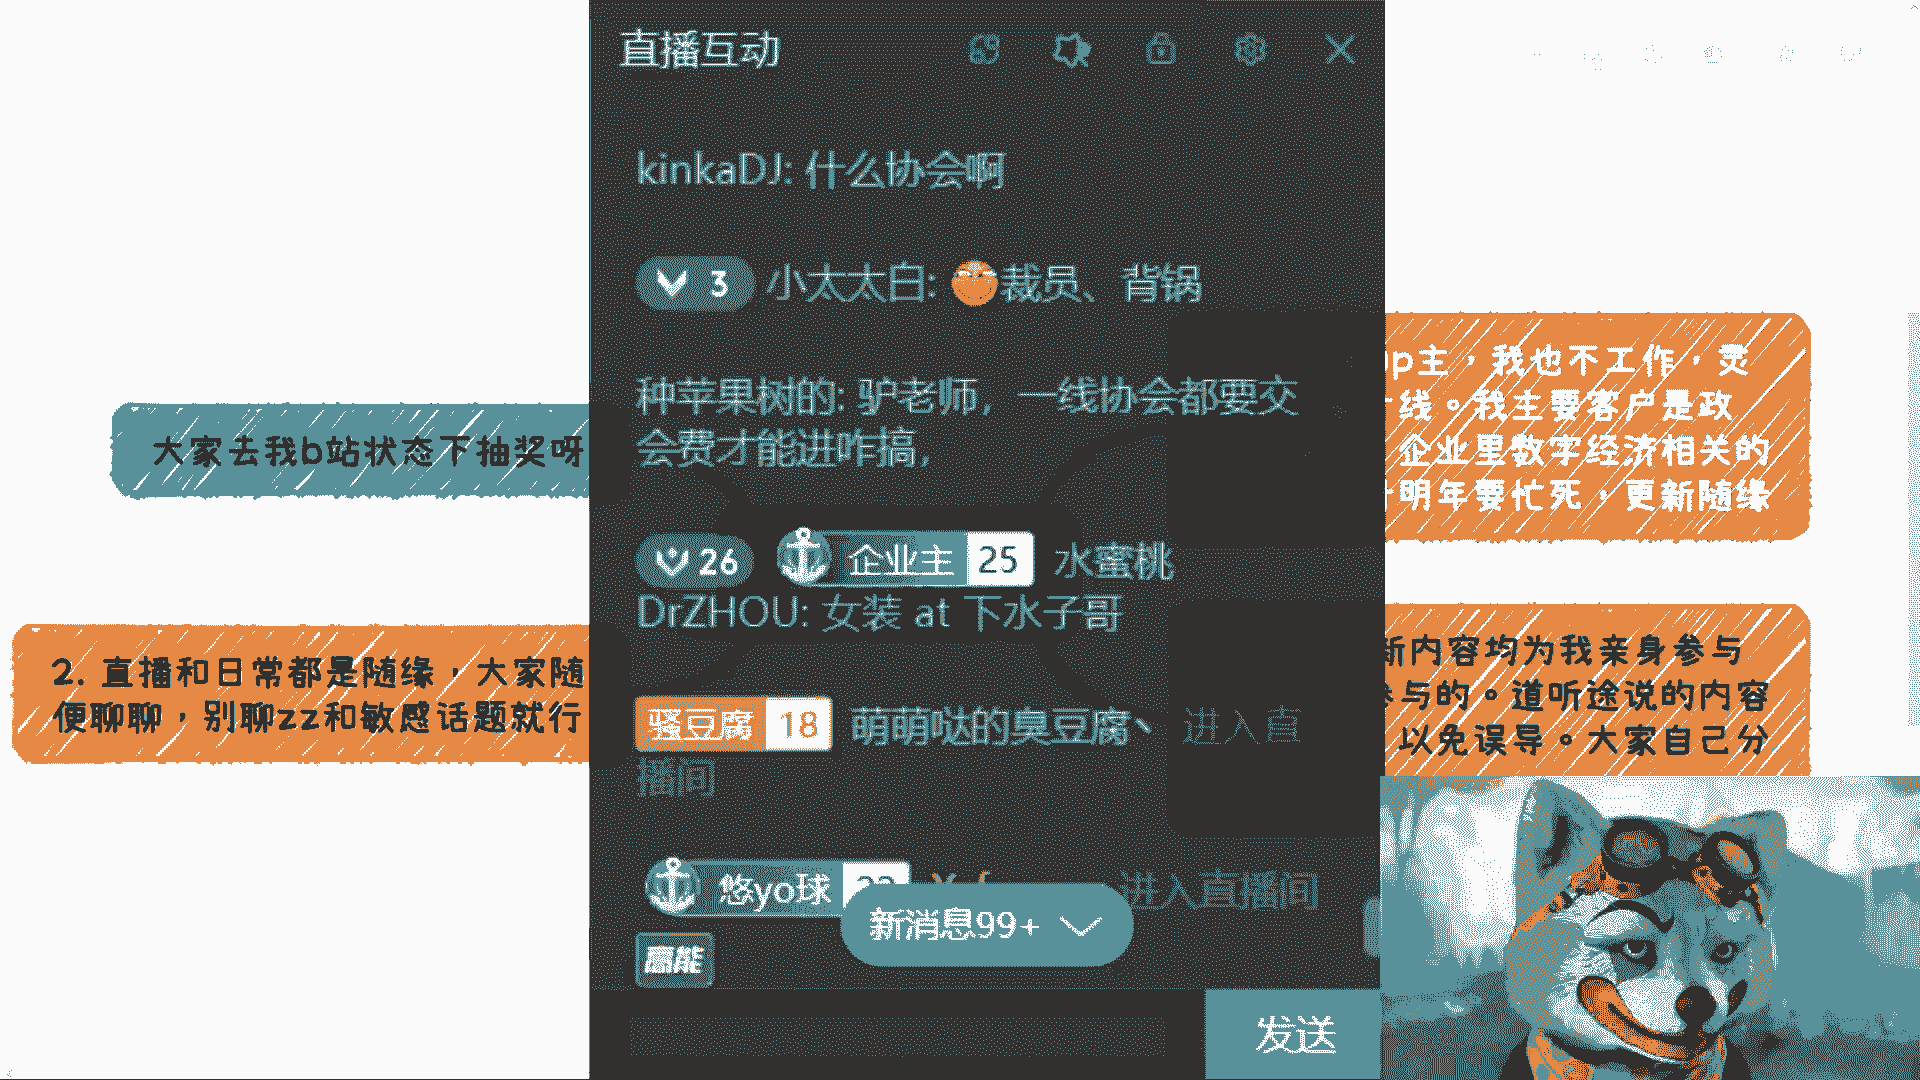 直播互动
kinkaDJ: 什么协会啊
3 小太太白: 裁员、背锅
种苹果树的: 驴老师，一线协会都要交
会费才能进咋搞，
26 企业主 25 水蜜桃
DrZHOU: 女装 at 下水子哥
骚豆腐 18 萌萌哒的臭豆腐丶 进入直
播间
悠yo球 进入直播间
高能
新消息99+
发送
大家去我b站状态下抽奖呀
2. 直播和日常都是随缘，大家随
便聊聊，别聊zz和敏感话题就行
up主，我也不工作，灵
线。我主要客户是政
企业里数字经济相关的
明年要忙死，更新随缘
新内容均为我亲身参与
参与的。道听途说的内容
以免误导。大家自己分